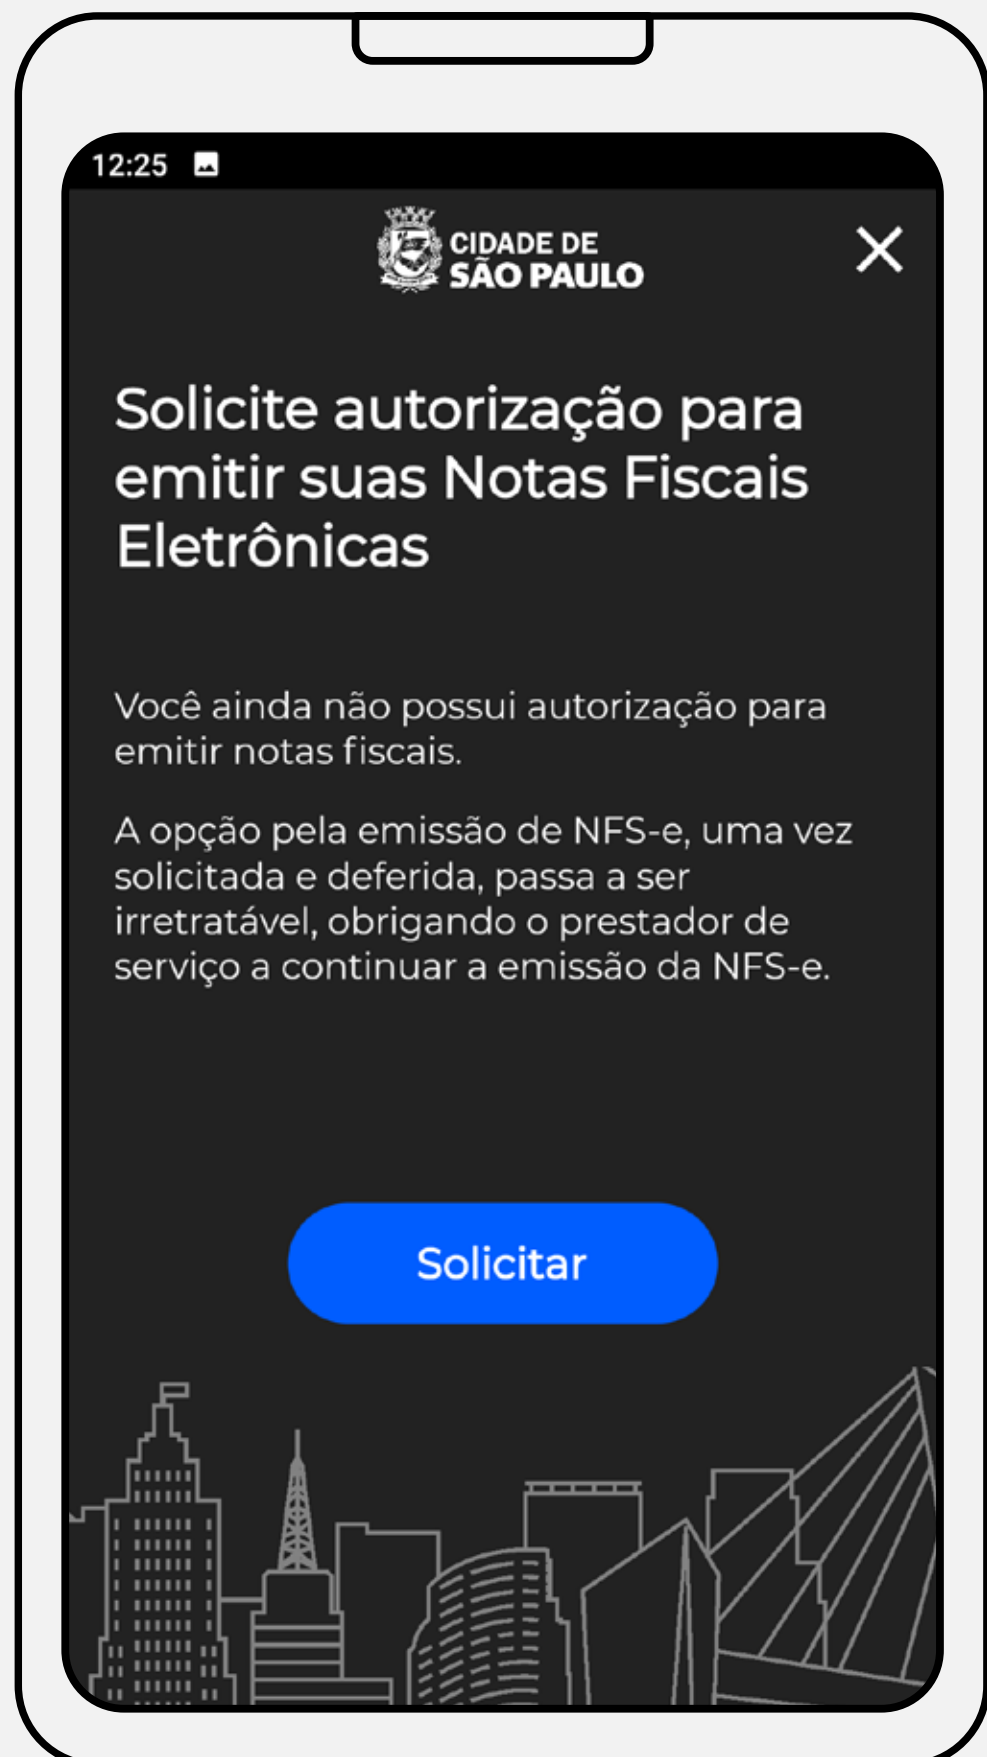 12:25
CIDADE DE
SÃO PAULO
Solicite autorização para
emitir suas Notas Fiscais
Eletrônicas
Você ainda não possui autorização para
emitir notas fiscais.
A opção pela emissão de NFS-e, uma vez
solicitada e deferida, passa a ser
irretratável, obrigando o prestador de
serviço a continuar a emissão da NFS-e.
Solicitar